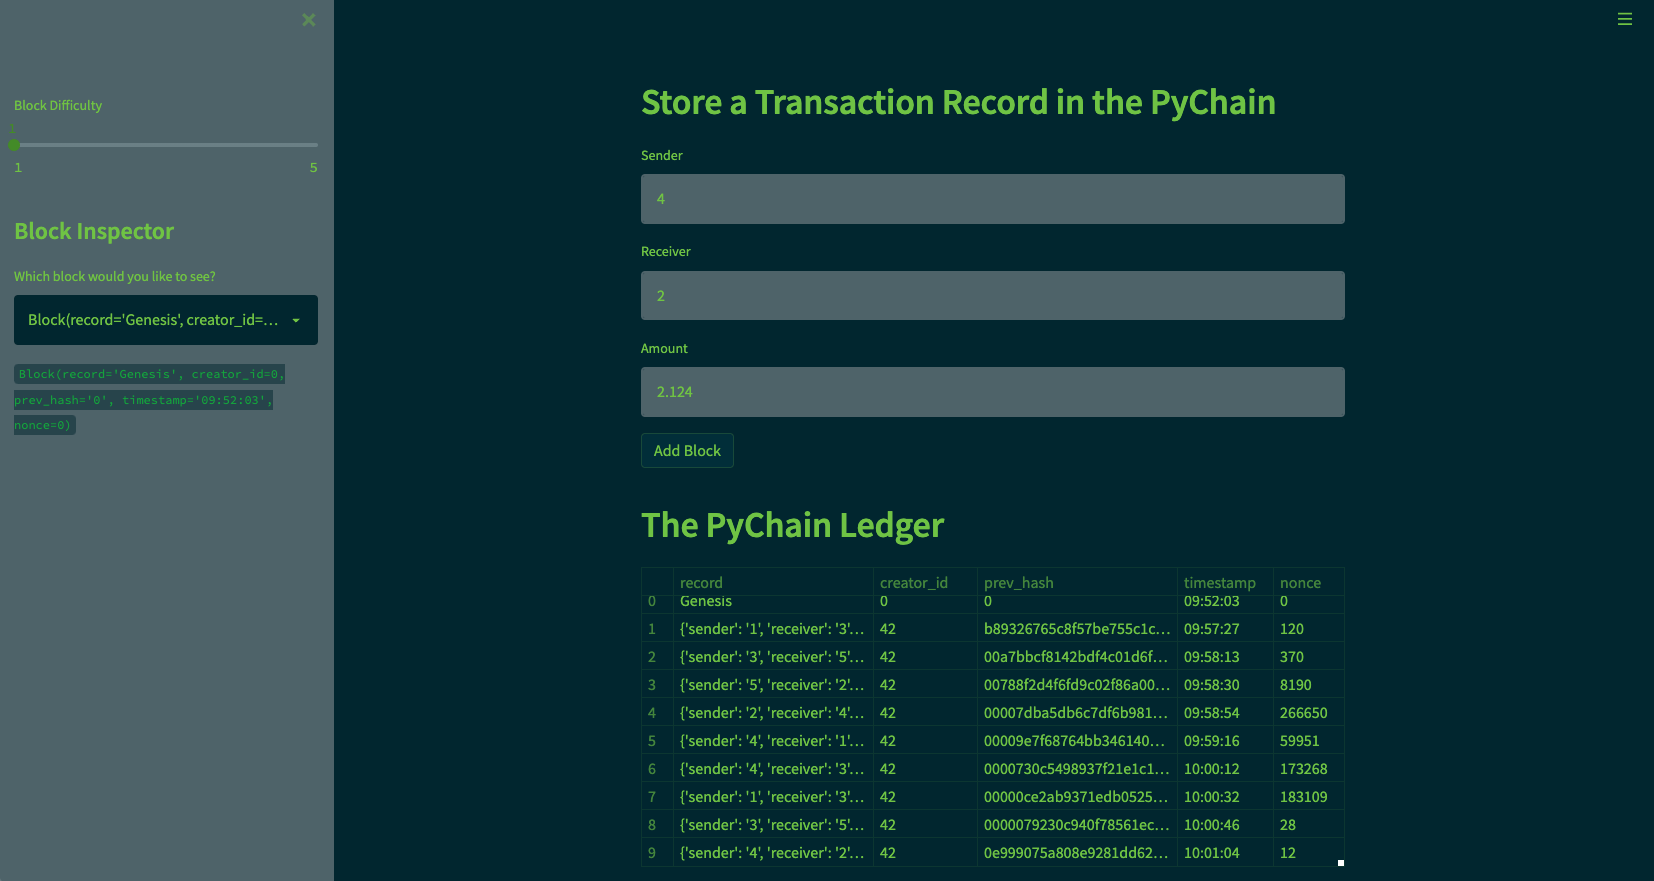 Block Difficulty
1
1 5
Block Inspector
Which block would you like to see?
Block(record='Genesis', creator_id=...
Block(record='Genesis', creator_id=0,
prev_hash='0', timestamp='09:52:03',
nonce=0)
Store a Transaction Record in the PyChain
Sender
4
Receiver
2
Amount
2.124
Add Block
The PyChain Ledger
record creator_id prev_hash timestamp nonce
0 Genesis 0 0 09:52:03 0
1 {'sender': '1', 'receiver': '3'... 42 b89326765c8f57be755c1c... 09:57:27 120
2 {'sender': '3', 'receiver': '5'... 42 00a7bbcf8142bdf4c01d6f... 09:58:13 370
3 {'sender': '5', 'receiver': '2'... 42 00788f2d4f6fd9c02f86a00... 09:58:30 8190
4 {'sender': '2', 'receiver': '4'... 42 00007dba5db6c7df6b981... 09:58:54 266650
5 {'sender': '4', 'receiver': '1'... 42 00009e7f68764bb346140... 09:59:16 59951
6 {'sender': '4', 'receiver': '3'... 42 0000730c5498937f21e1c1... 10:00:12 173268
7 {'sender': '1', 'receiver': '3'... 42 00000ce2ab9371edb0525... 10:00:32 183109
8 {'sender': '3', 'receiver': '5'... 42 0000079230c940f78561ec... 10:00:46 28
9 {'sender': '4', 'receiver': '2'... 42 0e999075a808e9281dd62... 10:01:04 12